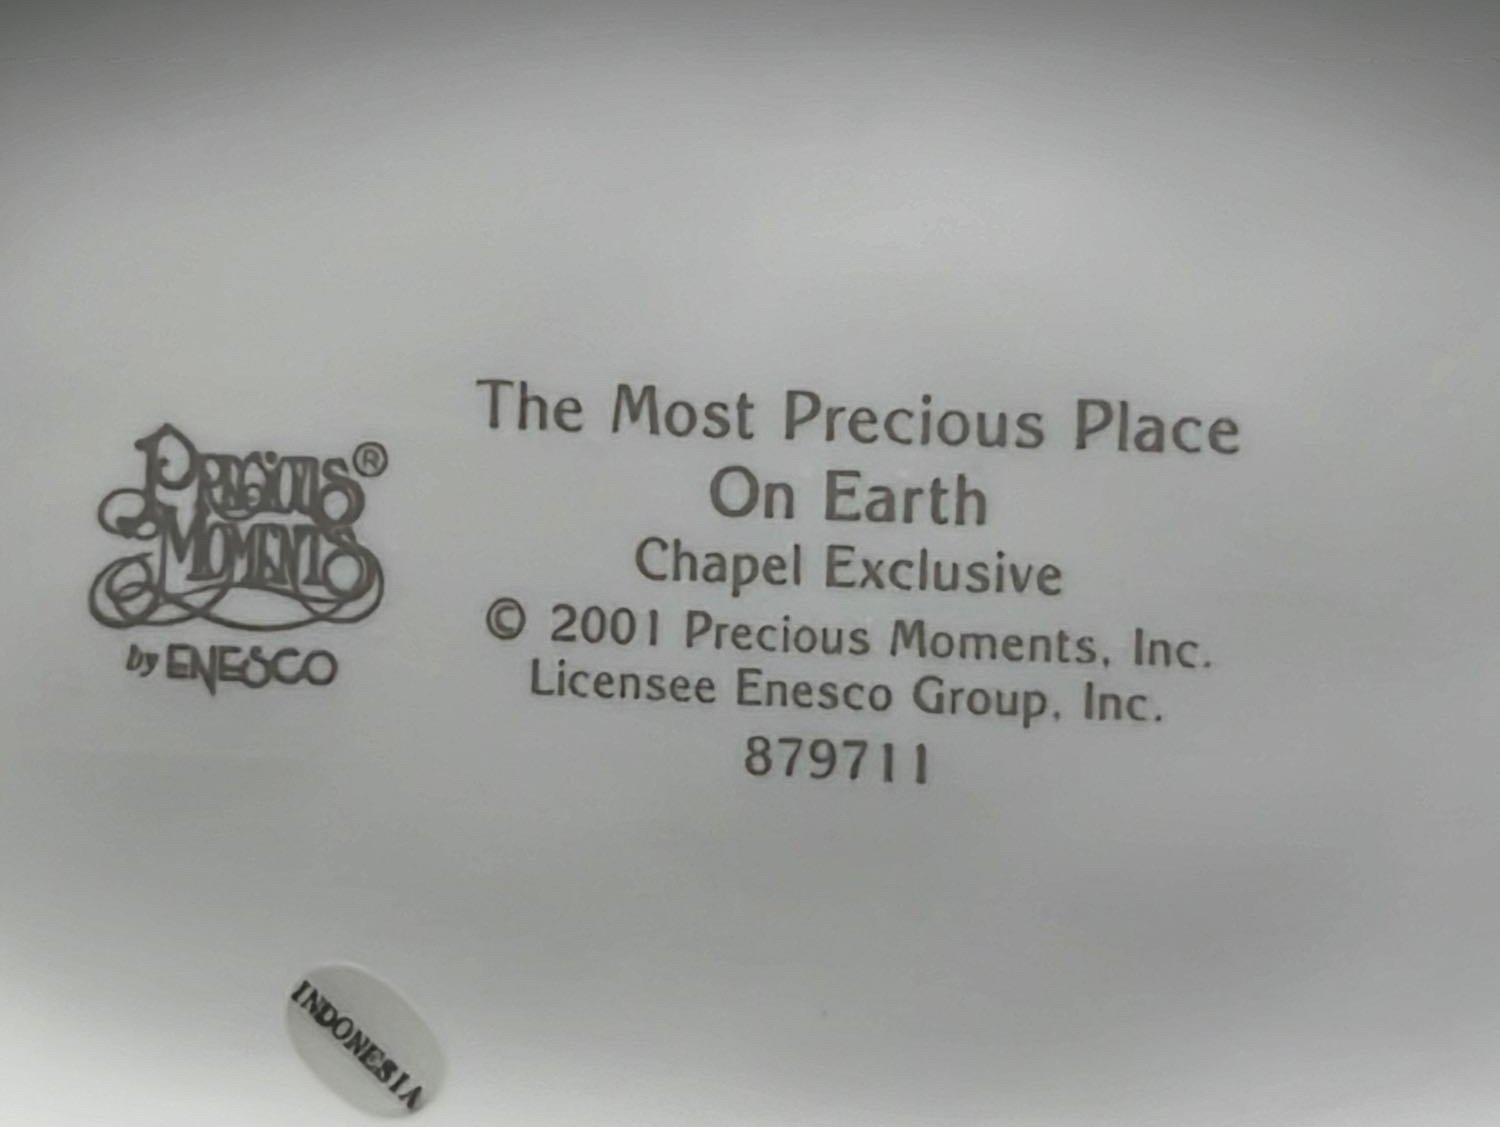 Precious®
Moments
by ENESCO
The Most Precious Place
On Earth
Chapel Exclusive
© 2001 Precious Moments, Inc.
Licensee Enesco Group, Inc.
879711
INDONESIA